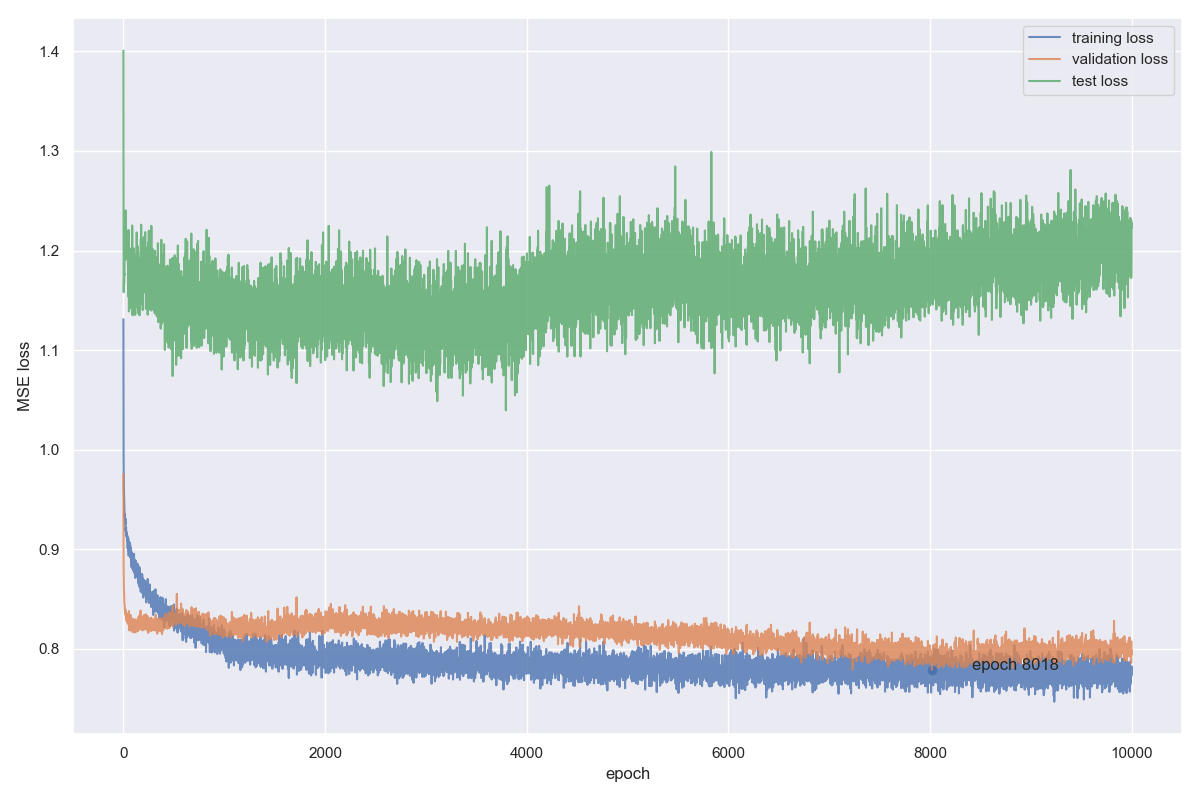 training loss
validation loss
test loss
1.4
1.3
1.2
1.1
1.0
0.9
0.8
MSE loss
epoch 8018
0
2000
4000
6000
8000
10000
epoch